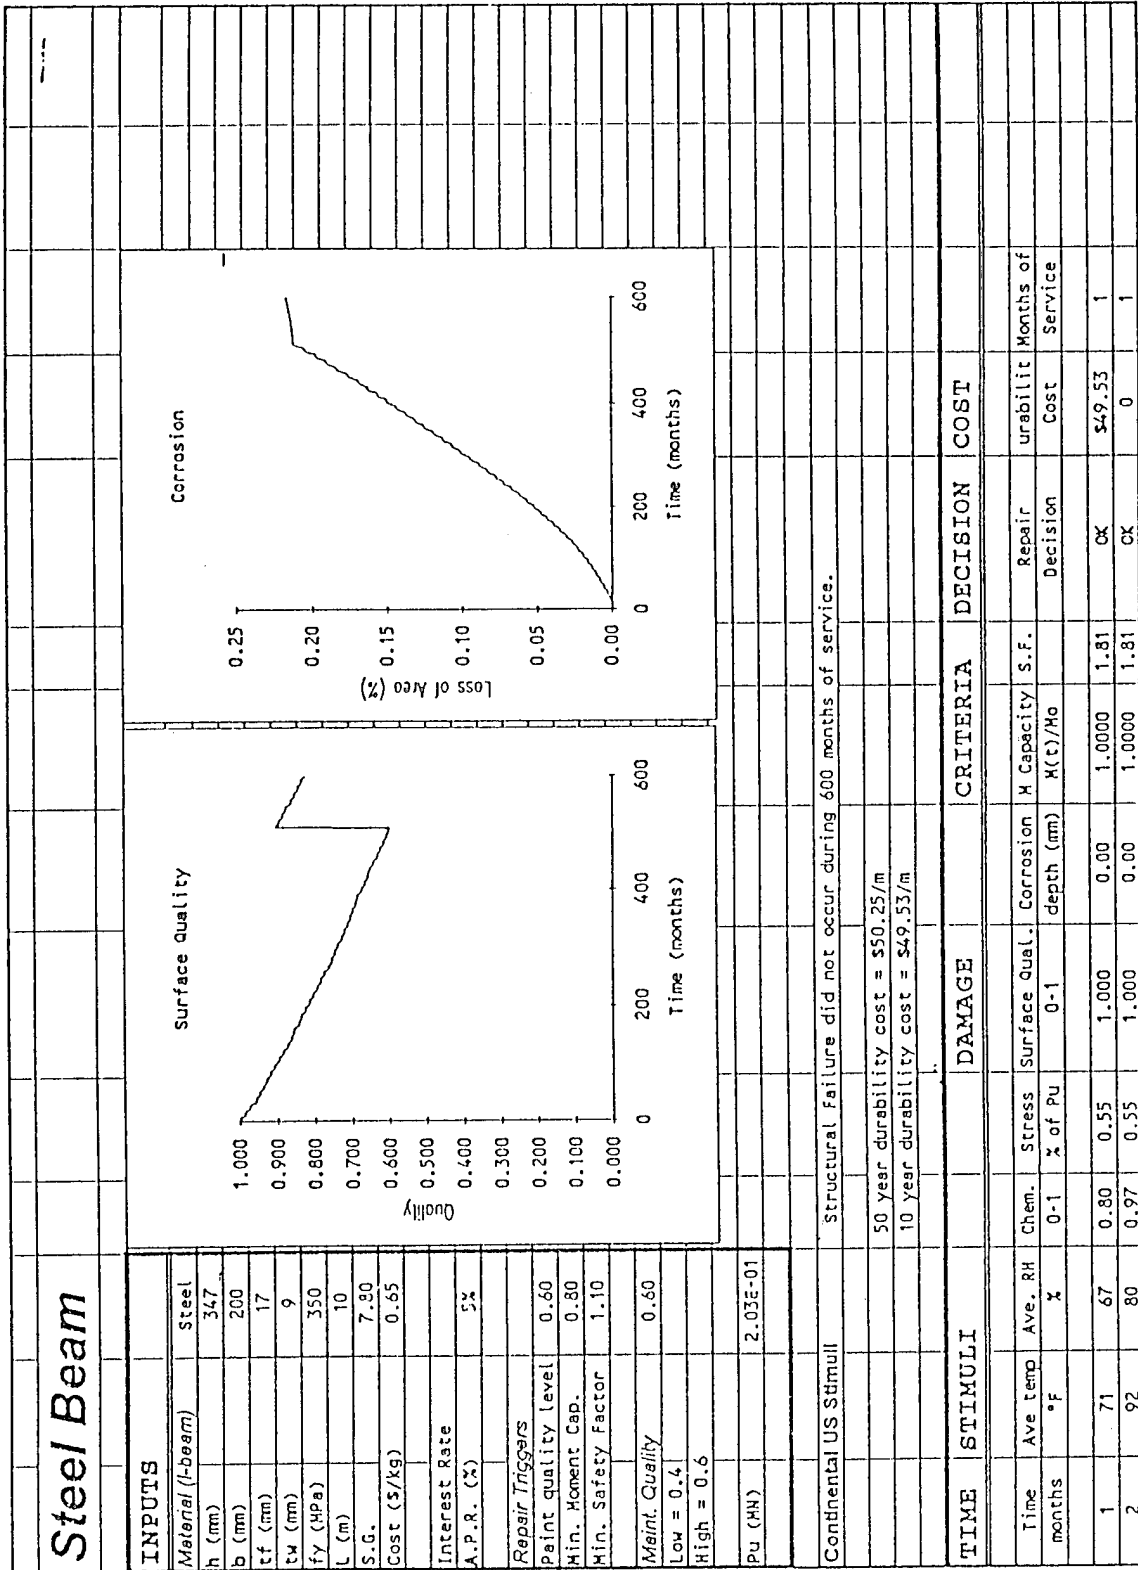 Steel Beam
INPUTS
Material (I-beam) Steel
h (mm) 347
b (mm) 200
tf (mm) 17
tw (mm) 9
fy (MPa) 350
L (m) 10
S.G. 7.80
Cost ($/kg) 0.65
Interest Rate
A.P.R. (%) 5%
Repair Triggers
Paint quality level 0.60
Min. Moment Cap. 0.80
Min. Safety Factor 1.10
Maint. Quality 0.60
Low = 0.4
High = 0.6
Pu (MN) 2.03E-01
Surface Quality
Quality
1.000
0.900
0.800
0.700
0.600
0.500
0.400
0.300
0.200
0.100
0.000
0 200 400 600
Time (months)
Corrosion
Loss of Area (%)
0.25
0.20
0.15
0.10
0.05
0.00
0 200 400 600
Time (months)
Condinental US Stimuli
Structural Failure did not occur during 600 months of service.
50 year durability cost = $50.25/m
10 year durability cost = $49.53/m
TIME STIMULI DAMAGE CRITERIA DECISION COST
Time Ave temp Ave. RH Chem. Stress Surface Qual. Corrosion M Capacity S.F. Repair urabilit Months of
months °F % 0-1 % of Pu 0-1 depth (mm) M(t)/Mo Decision Cost Service
1 71 67 0.80 0.55 1.000 0.00 1.0000 1.81 OK $49.53 1
2 92 80 0.97 0.55 1.000 0.00 1.0000 1.81 OK 0 1